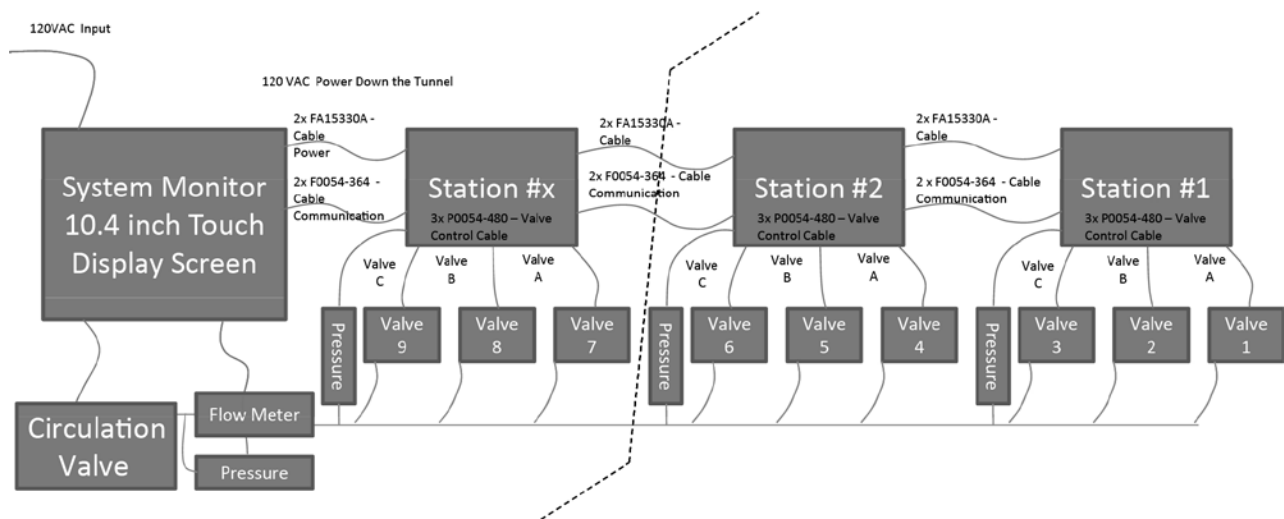 120VAC Input
120 VAC Power Down the Tunnel
2x FA15330A -
Cable
Power
2x F0054-364 -
Cable
Communication
System Monitor
10.4 inch Touch
Display Screen
Station #x
3x P0054-480 – Valve
Control Cable
2x FA15330A -
Cable
2x F0054-364 - Cable
Communication
Station #2
3x P0054-480 – Valve
Control Cable
2x FA15330A -
Cable
2 x F0054-364 - Cable
Communication
Station #1
3x P0054-480 – Valve
Control Cable
Valve
C
Valve
B
Valve
A
Valve
C
Valve
B
Valve
A
Valve
C
Valve
B
Valve
A
Pressure
Valve
9
Valve
8
Valve
7
Pressure
Valve
6
Valve
5
Valve
4
Pressure
Valve
3
Valve
2
Valve
1
Circulation
Valve
Flow Meter
Pressure